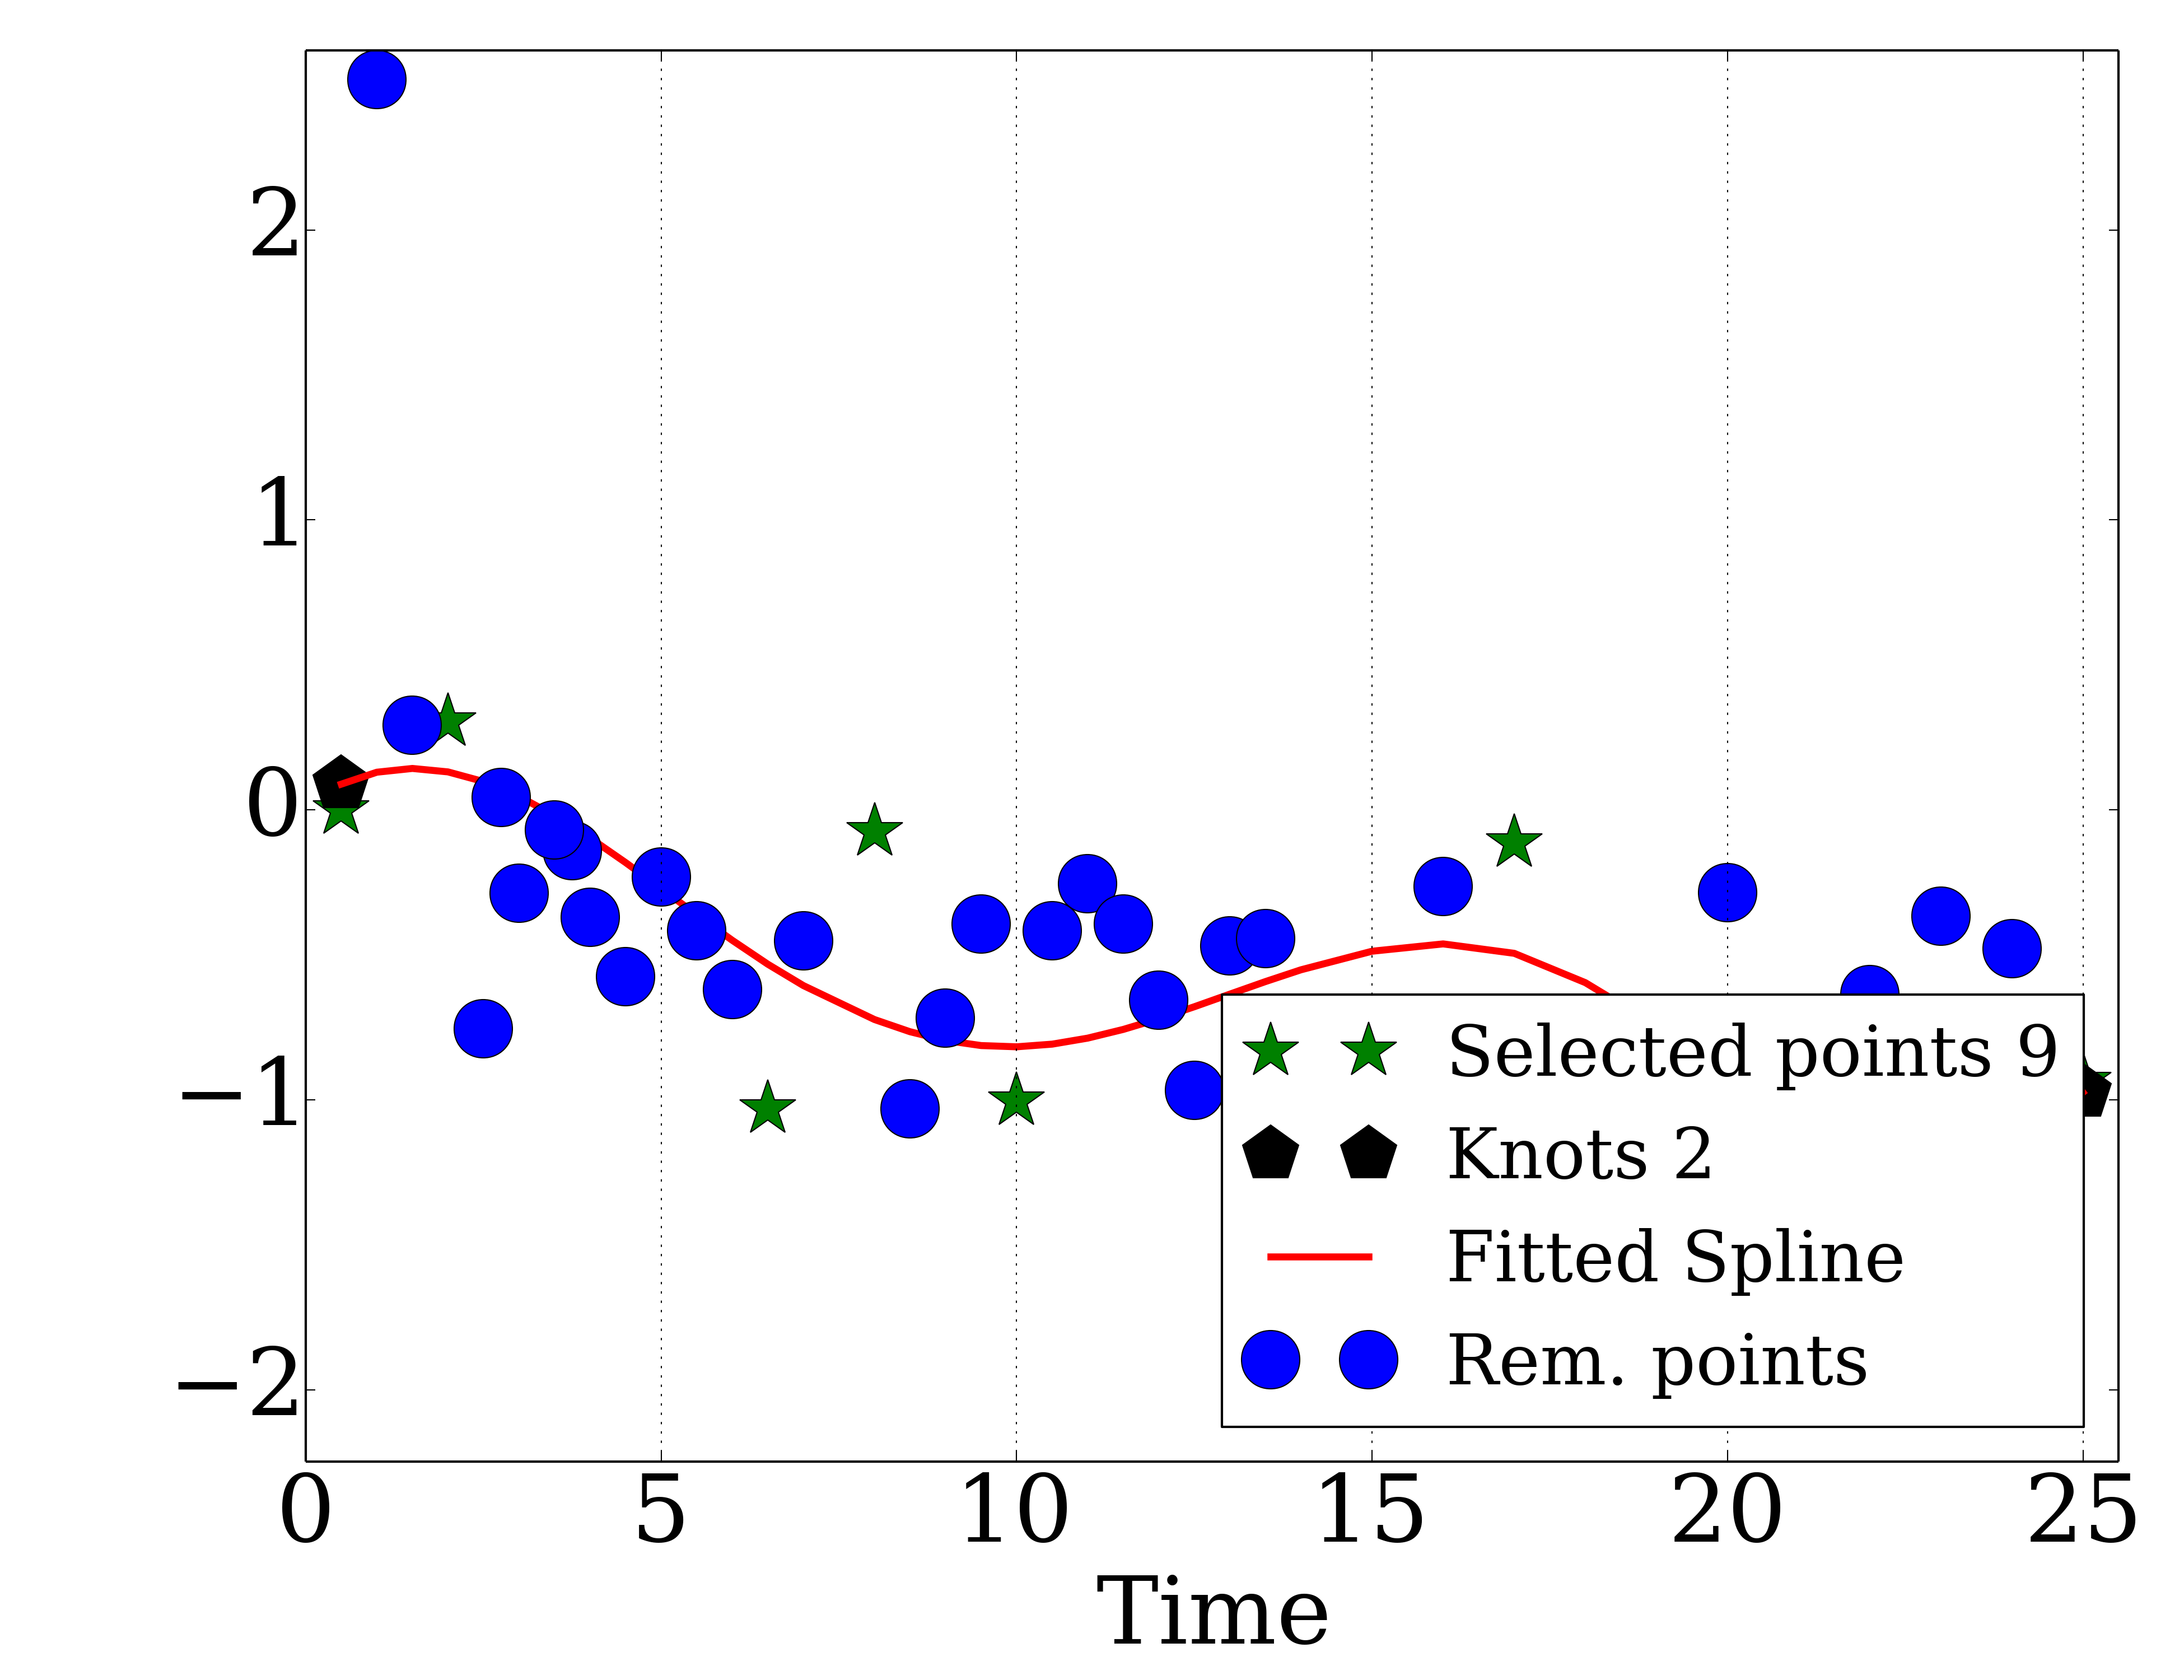 2
1
0
−1
−2
Selected points 9
Knots 2
Fitted Spline
Rem. points
0 5 10 15 20 25
Time